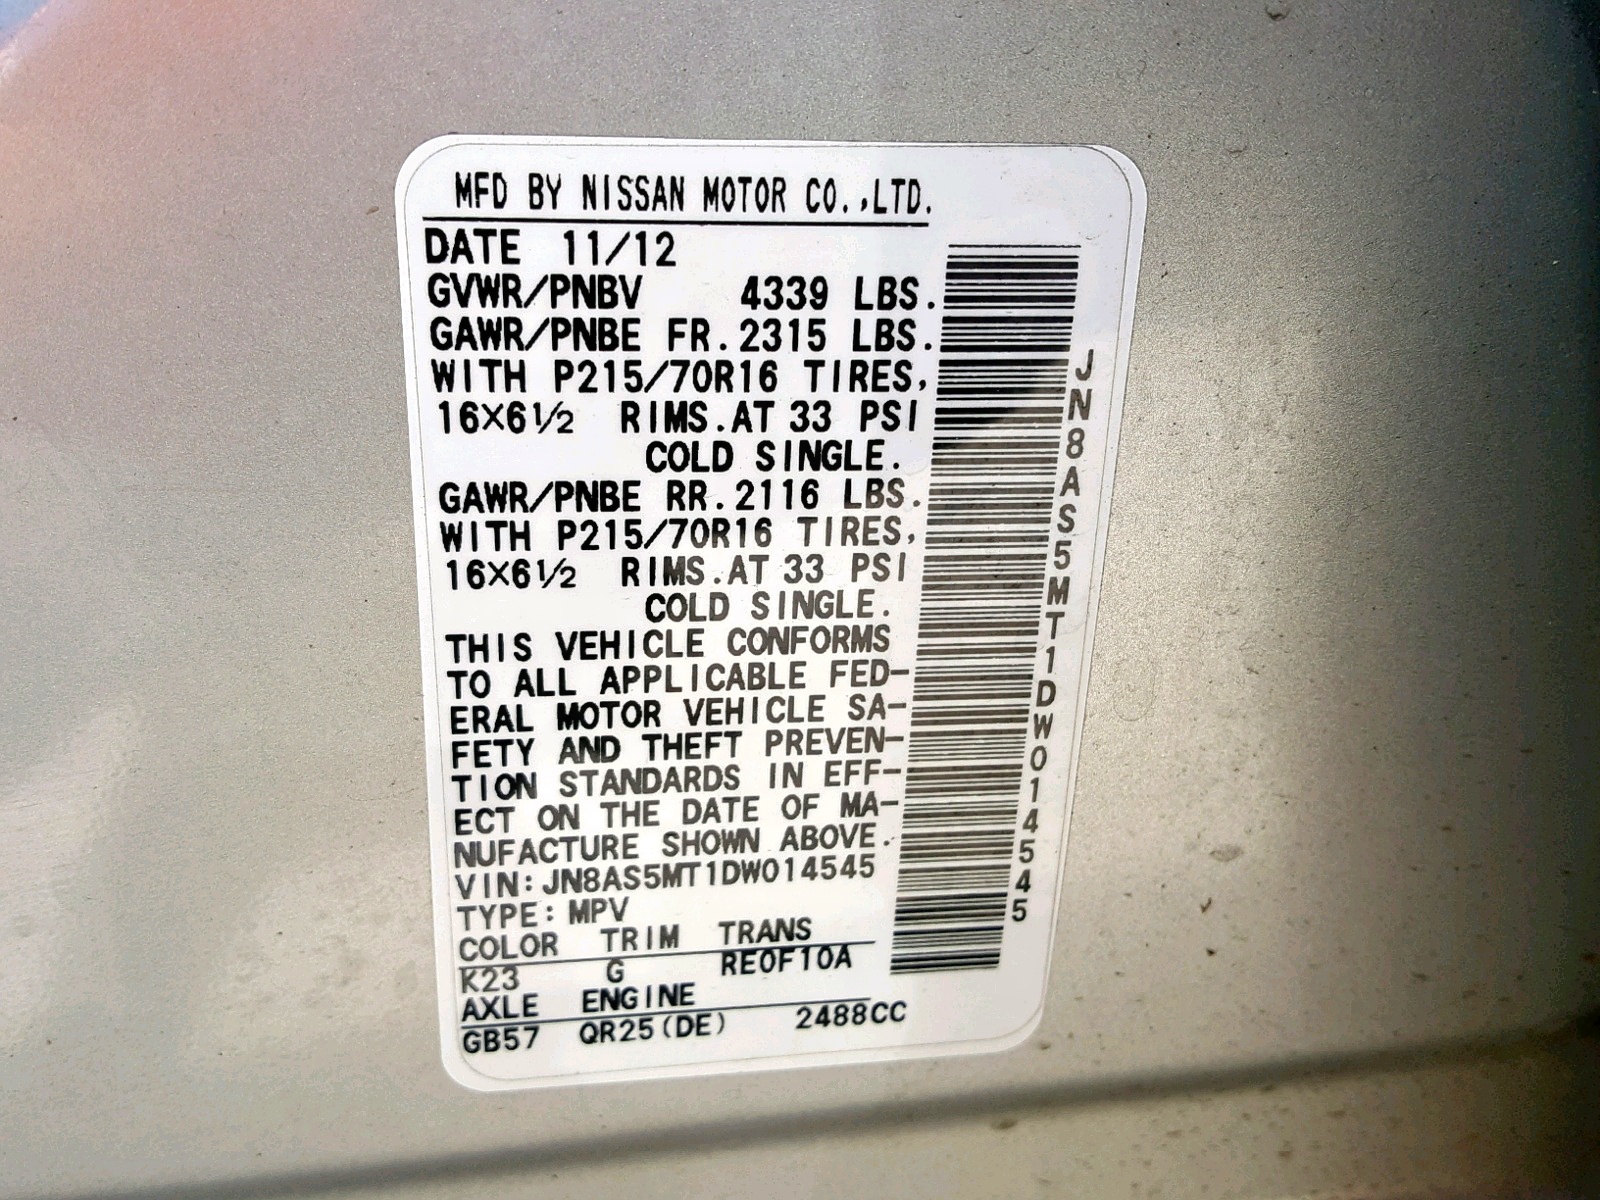 MFD BY NISSAN MOTOR CO.,LTD.
DATE 11/12
GVWR/PNBV 4339 LBS.
GAWR/PNBE FR.2315 LBS.
WITH P215/70R16 TIRES,
16×6½ RIMS.AT 33 PSI
COLD SINGLE.
GAWR/PNBE RR.2116 LBS.
WITH P215/70R16 TIRES,
16×6½ RIMS.AT 33 PSI
COLD SINGLE.
THIS VEHICLE CONFORMS
TO ALL APPLICABLE FED-
ERAL MOTOR VEHICLE SA-
FETY AND THEFT PREVEN-
TION STANDARDS IN EFF-
ECT ON THE DATE OF MA-
NUFACTURE SHOWN ABOVE.
VIN:JN8AS5MT1DW014545
TYPE:MPV
COLOR TRIM TRANS
K23 G RE0F10A
AXLE ENGINE
GB57 QR25(DE) 2488CC
JN8AS5MT1DW014545